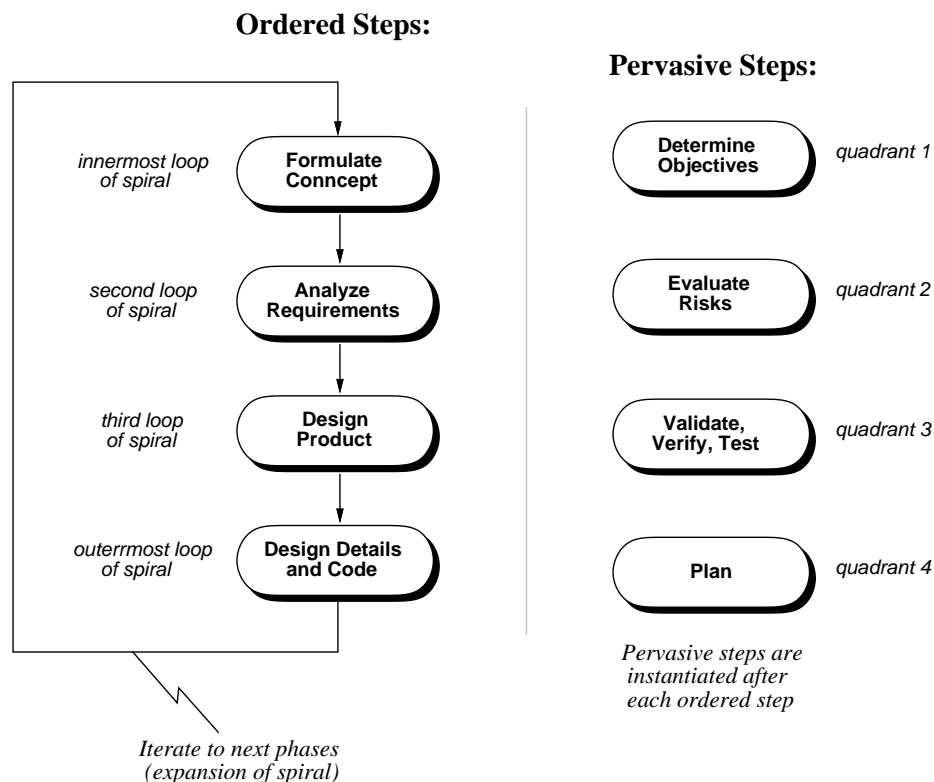 Ordered Steps:
innermost loop
of spiral
Formulate
Conncept
second loop
of spiral
Analyze
Requirements
third loop
of spiral
Design
Product
outerrmost loop
of spiral
Design Details
and Code
Iterate to next phases
(expansion of spiral)
Pervasive Steps:
Determine
Objectives
quadrant 1
Evaluate
Risks
quadrant 2
Validate,
Verify, Test
quadrant 3
Plan
quadrant 4
Pervasive steps are
instantiated after
each ordered step